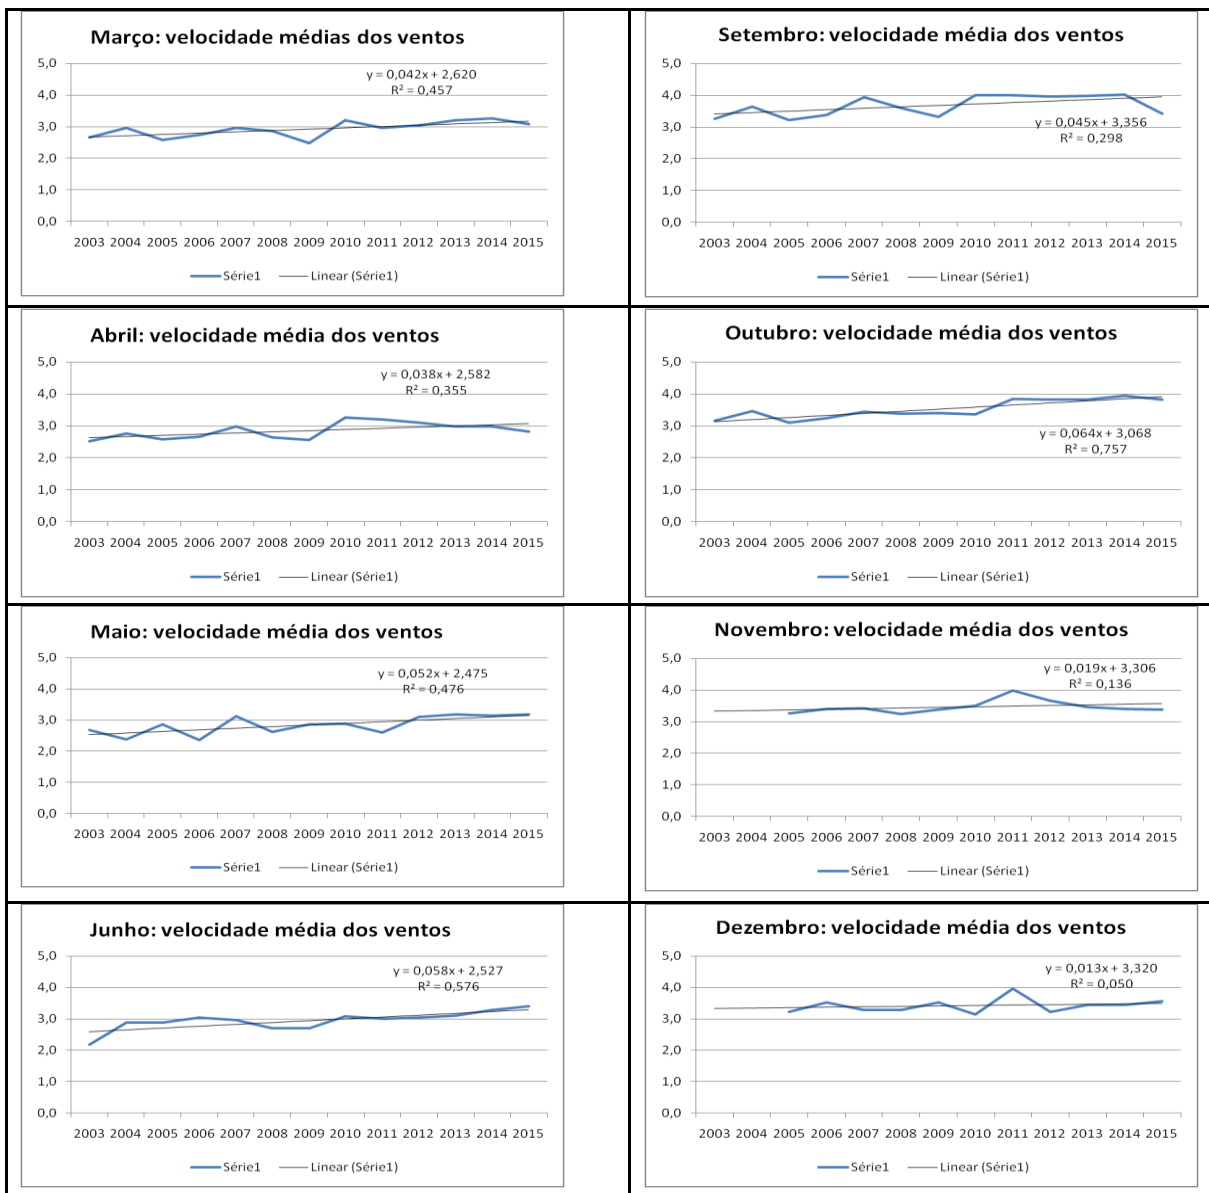 Março: velocidade médias dos ventos
y = 0,042x + 2,620
R² = 0,457
5,0
4,0
3,0
2,0
1,0
0,0
2003 2004 2005 2006 2007 2008 2009 2010 2011 2012 2013 2014 2015
Série1 Linear (Série1)
Setembro: velocidade média dos ventos
5,0
4,0
3,0
2,0
1,0
0,0
y = 0,045x + 3,356
R² = 0,298
2003 2004 2005 2006 2007 2008 2009 2010 2011 2012 2013 2014 2015
Série1 Linear (Série1)
Abril: velocidade média dos ventos
y = 0,038x + 2,582
R² = 0,355
5,0
4,0
3,0
2,0
1,0
0,0
2003 2004 2005 2006 2007 2008 2009 2010 2011 2012 2013 2014 2015
Série1 Linear (Série1)
Outubro: velocidade média dos ventos
5,0
4,0
3,0
2,0
1,0
0,0
y = 0,064x + 3,068
R² = 0,757
2003 2004 2005 2006 2007 2008 2009 2010 2011 2012 2013 2014 2015
Série1 Linear (Série1)
Maio: velocidade média dos ventos
y = 0,052x + 2,475
R² = 0,476
5,0
4,0
3,0
2,0
1,0
0,0
2003 2004 2005 2006 2007 2008 2009 2010 2011 2012 2013 2014 2015
Série1 Linear (Série1)
Novembro: velocidade média dos ventos
y = 0,019x + 3,306
R² = 0,136
5,0
4,0
3,0
2,0
1,0
0,0
2003 2004 2005 2006 2007 2008 2009 2010 2011 2012 2013 2014 2015
Série1 Linear (Série1)
Junho: velocidade média dos ventos
y = 0,058x + 2,527
R² = 0,576
5,0
4,0
3,0
2,0
1,0
0,0
2003 2004 2005 2006 2007 2008 2009 2010 2011 2012 2013 2014 2015
Série1 Linear (Série1)
Dezembro: velocidade média dos ventos
y = 0,013x + 3,320
R² = 0,050
5,0
4,0
3,0
2,0
1,0
0,0
2003 2004 2005 2006 2007 2008 2009 2010 2011 2012 2013 2014 2015
Série1 Linear (Série1)